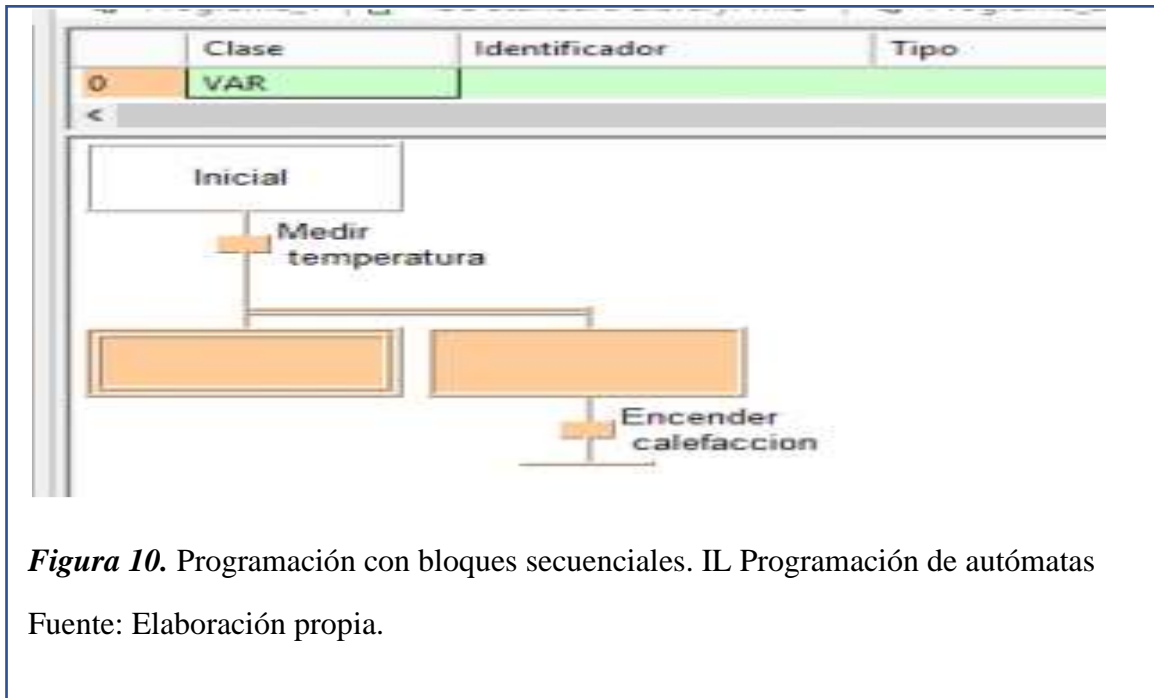 Clase Identificador Tipo
0 VAR
<
Inicial
Medir
temperatura
Encender
calefaccion
Figura 10. Programación con bloques secuenciales. IL Programación de autómatas
Fuente: Elaboración propia.